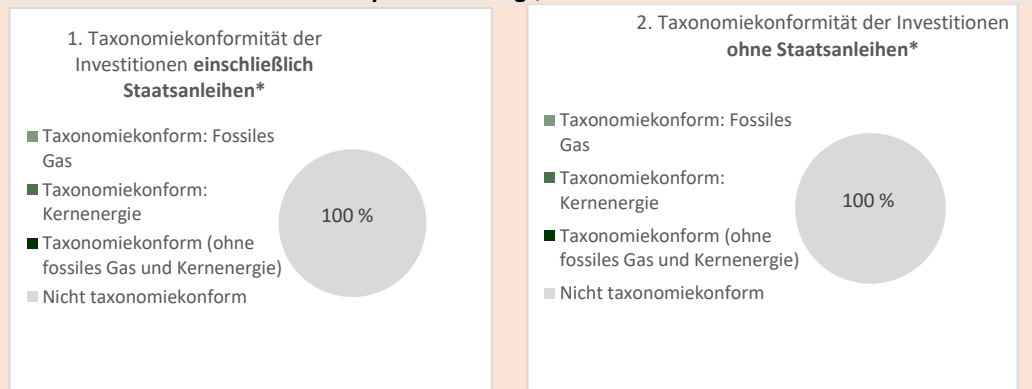 1. Taxonomiekonformität der
Investitionen einschließlich
Staatsanleihen*
Taxonomiekonform: Fossiles
Gas
Taxonomiekonform:
Kernenergie
Taxonomiekonform (ohne
fossiles Gas und Kernenergie)
Nicht taxonomiekonform
100 %
2. Taxonomiekonformität der Investitionen
ohne Staatsanleihen*
Taxonomiekonform: Fossiles
Gas
Taxonomiekonform:
Kernenergie
Taxonomiekonform (ohne
fossiles Gas und Kernenergie)
Nicht taxonomiekonform
100 %